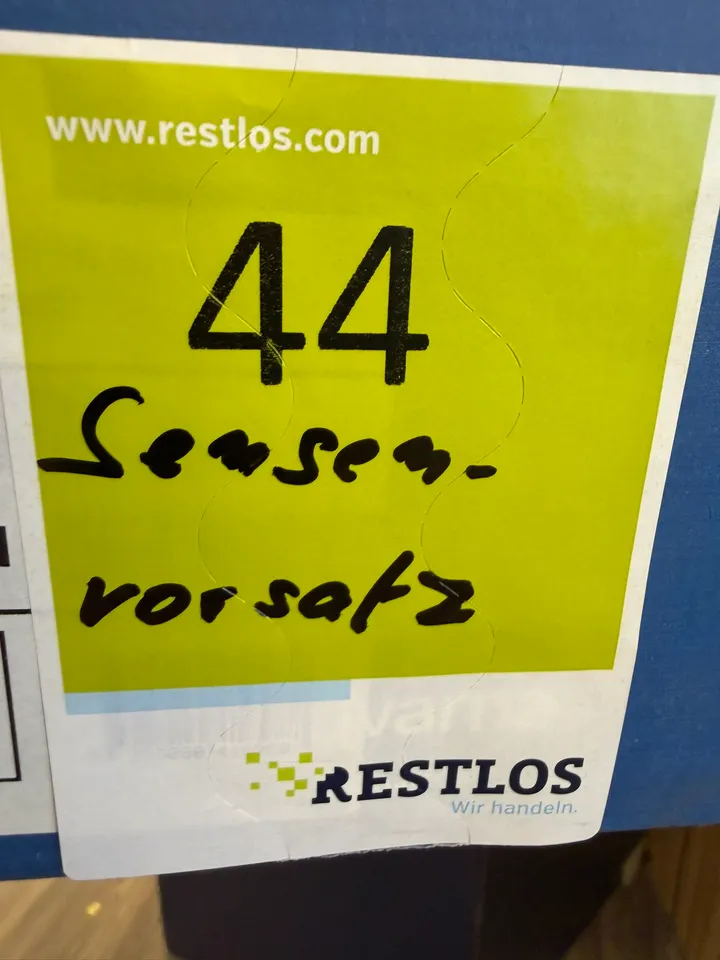 www.restlos.com
44
Sensen-
vorsatz
RESTLOS
Wir handeln.